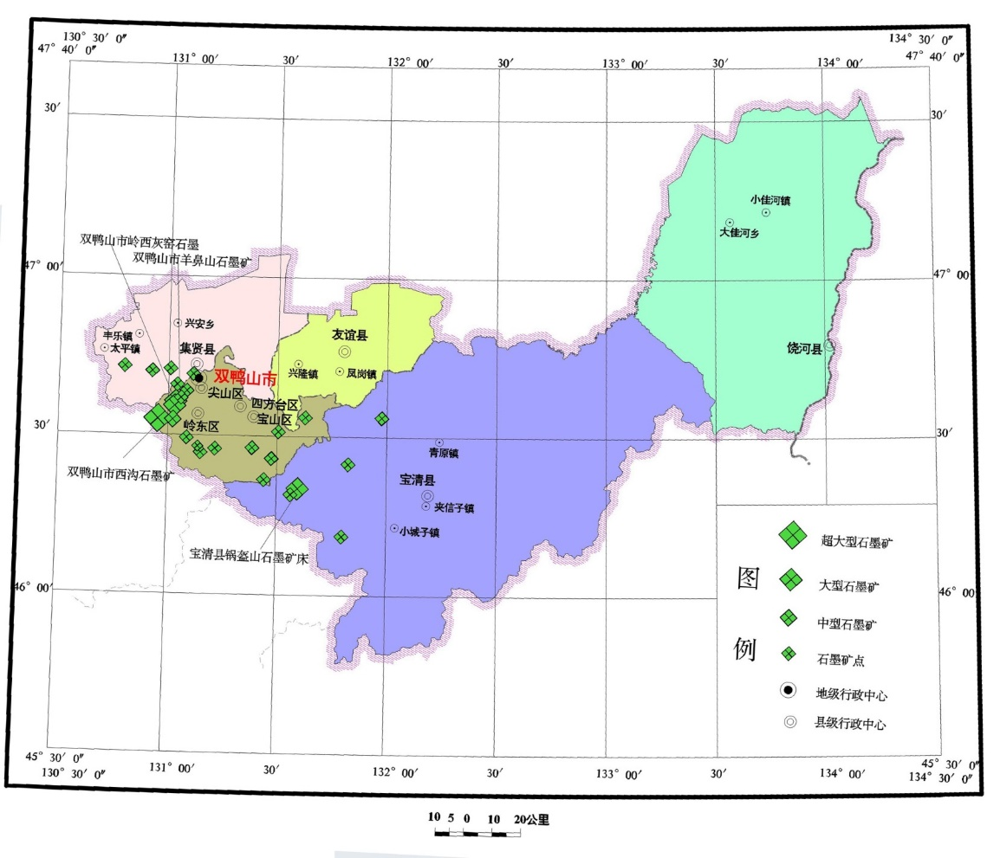 130° 30′ 0″
134° 30′ 0″
47° 40′ 0″
131° 00′
30′
132° 00′
30′
133° 00′
30′
134° 00′
47° 40′ 0″
30′
30′
小佳河镇
大佳河乡
双鸭山市岭西灰窑石墨
双鸭山市羊鼻山石墨矿
47° 00′
47° 00′
兴安乡
丰乐镇
太平镇
集贤县
友谊县
饶河县
双鸭山市
兴隆镇
凤岗镇
尖山区
四方台区
宝山区
岭东区
30′
30′
青原镇
双鸭山市西沟石墨矿
宝清县
夹信子镇
小城子镇
宝清县锅盔山石墨矿床
46° 00′
46° 00′
图例
超大型石墨矿
大型石墨矿
中型石墨矿
石墨矿点
地级行政中心
县级行政中心
45° 30′ 0″
130° 30′ 0″
131° 00′
30′
132° 00′
30′
133° 00′
30′
134° 00′
45° 30′ 0″
134° 30′ 0″
10 5 0 10 20公里